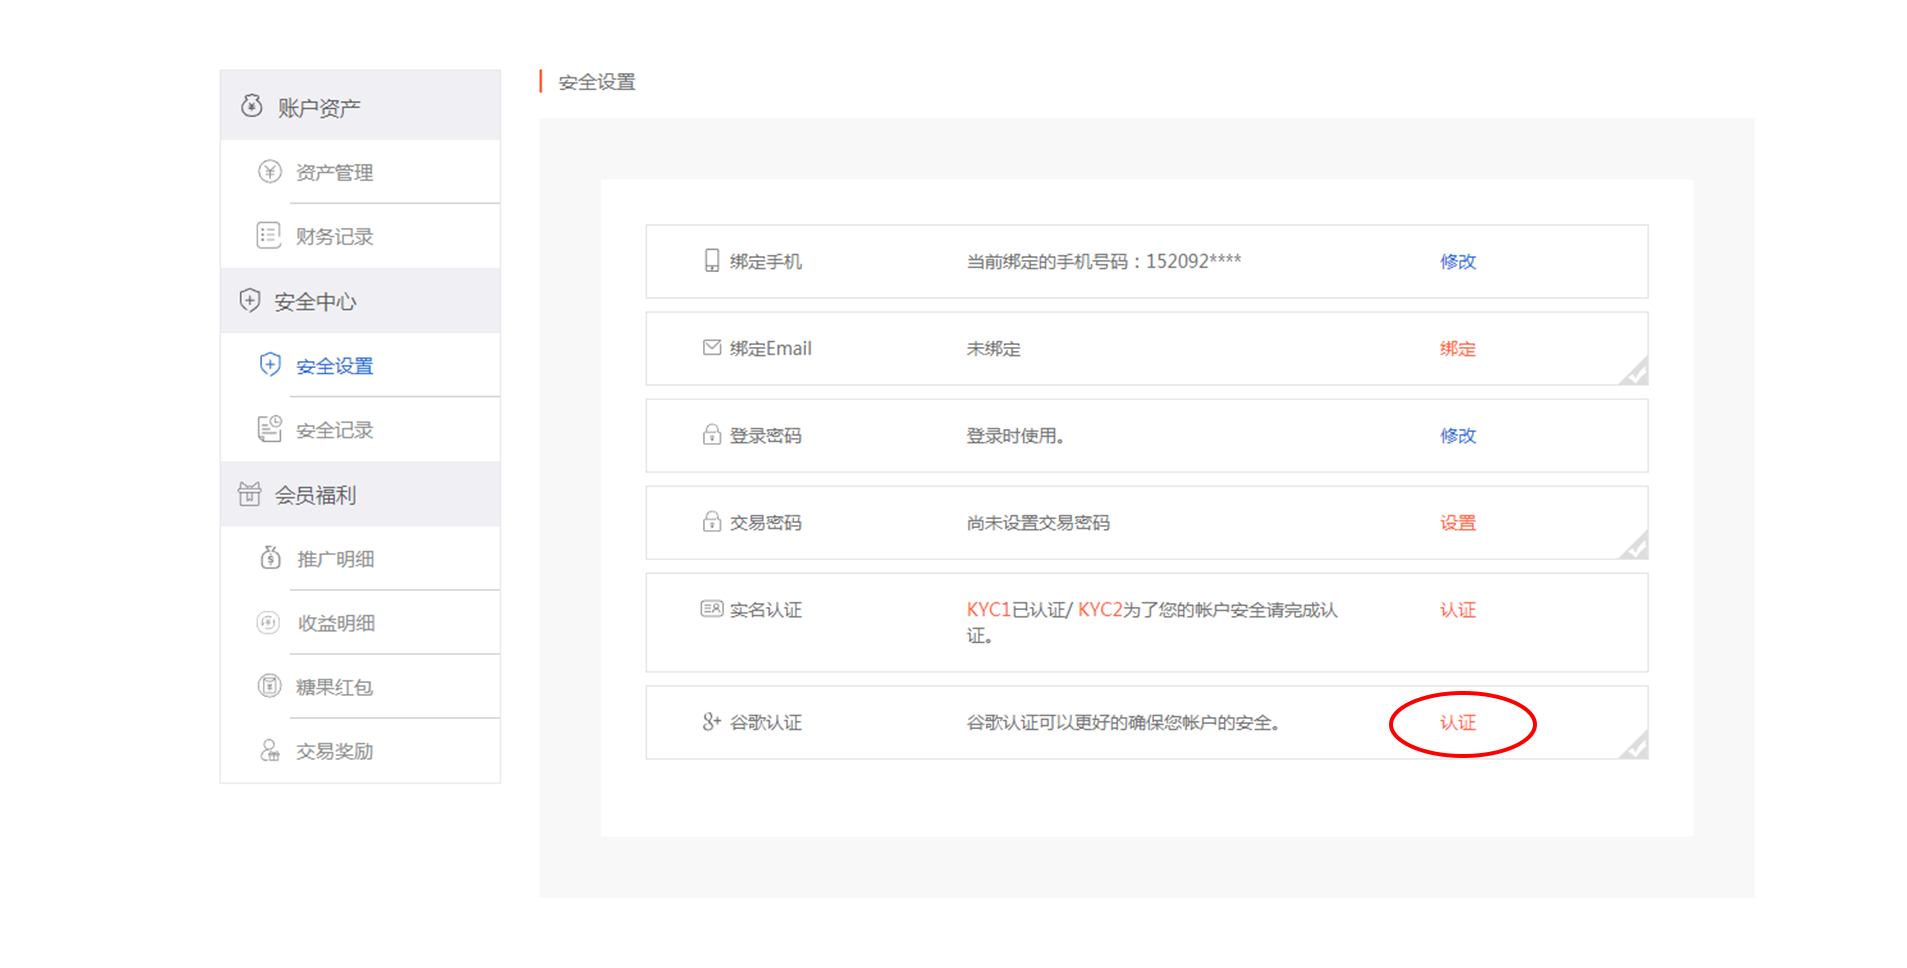 账户资产
资产管理
财务记录
安全中心
安全设置
安全记录
会员福利
推广明细
收益明细
糖果红包
交易奖励
安全设置
绑定手机 当前绑定的手机号码：152092**** 修改
绑定Email 未绑定 绑定
登录密码 登录时使用。 修改
交易密码 尚未设置交易密码 设置
实名认证 KYC1已认证/ KYC2为了您的帐户安全请完成认 认证
证。
谷歌认证 谷歌认证可以更好的确保您帐户的安全。 认证